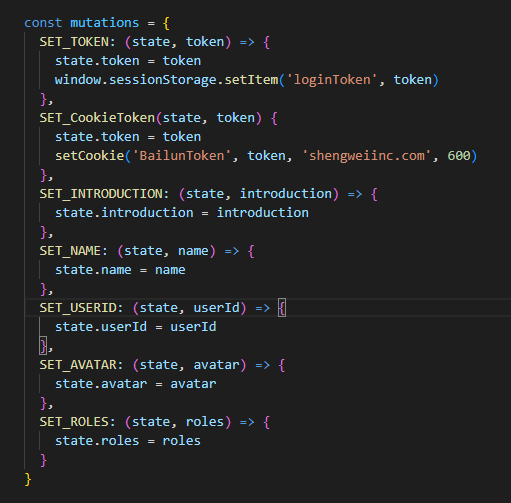 const mutations = {
  SET_TOKEN: (state, token) => {
    state.token = token
    window.sessionStorage.setItem('loginToken', token)
  },
  SET_CookieToken(state, token) {
    state.token = token
    setCookie('BailunToken', token, 'shengweiinc.com', 600)
  },
  SET_INTRODUCTION: (state, introduction) => {
    state.introduction = introduction
  },
  SET_NAME: (state, name) => {
    state.name = name
  },
  SET_USERID: (state, userId) => {
    state.userId = userId
  },
  SET_AVATAR: (state, avatar) => {
    state.avatar = avatar
  },
  SET_ROLES: (state, roles) => {
    state.roles = roles
  }
}